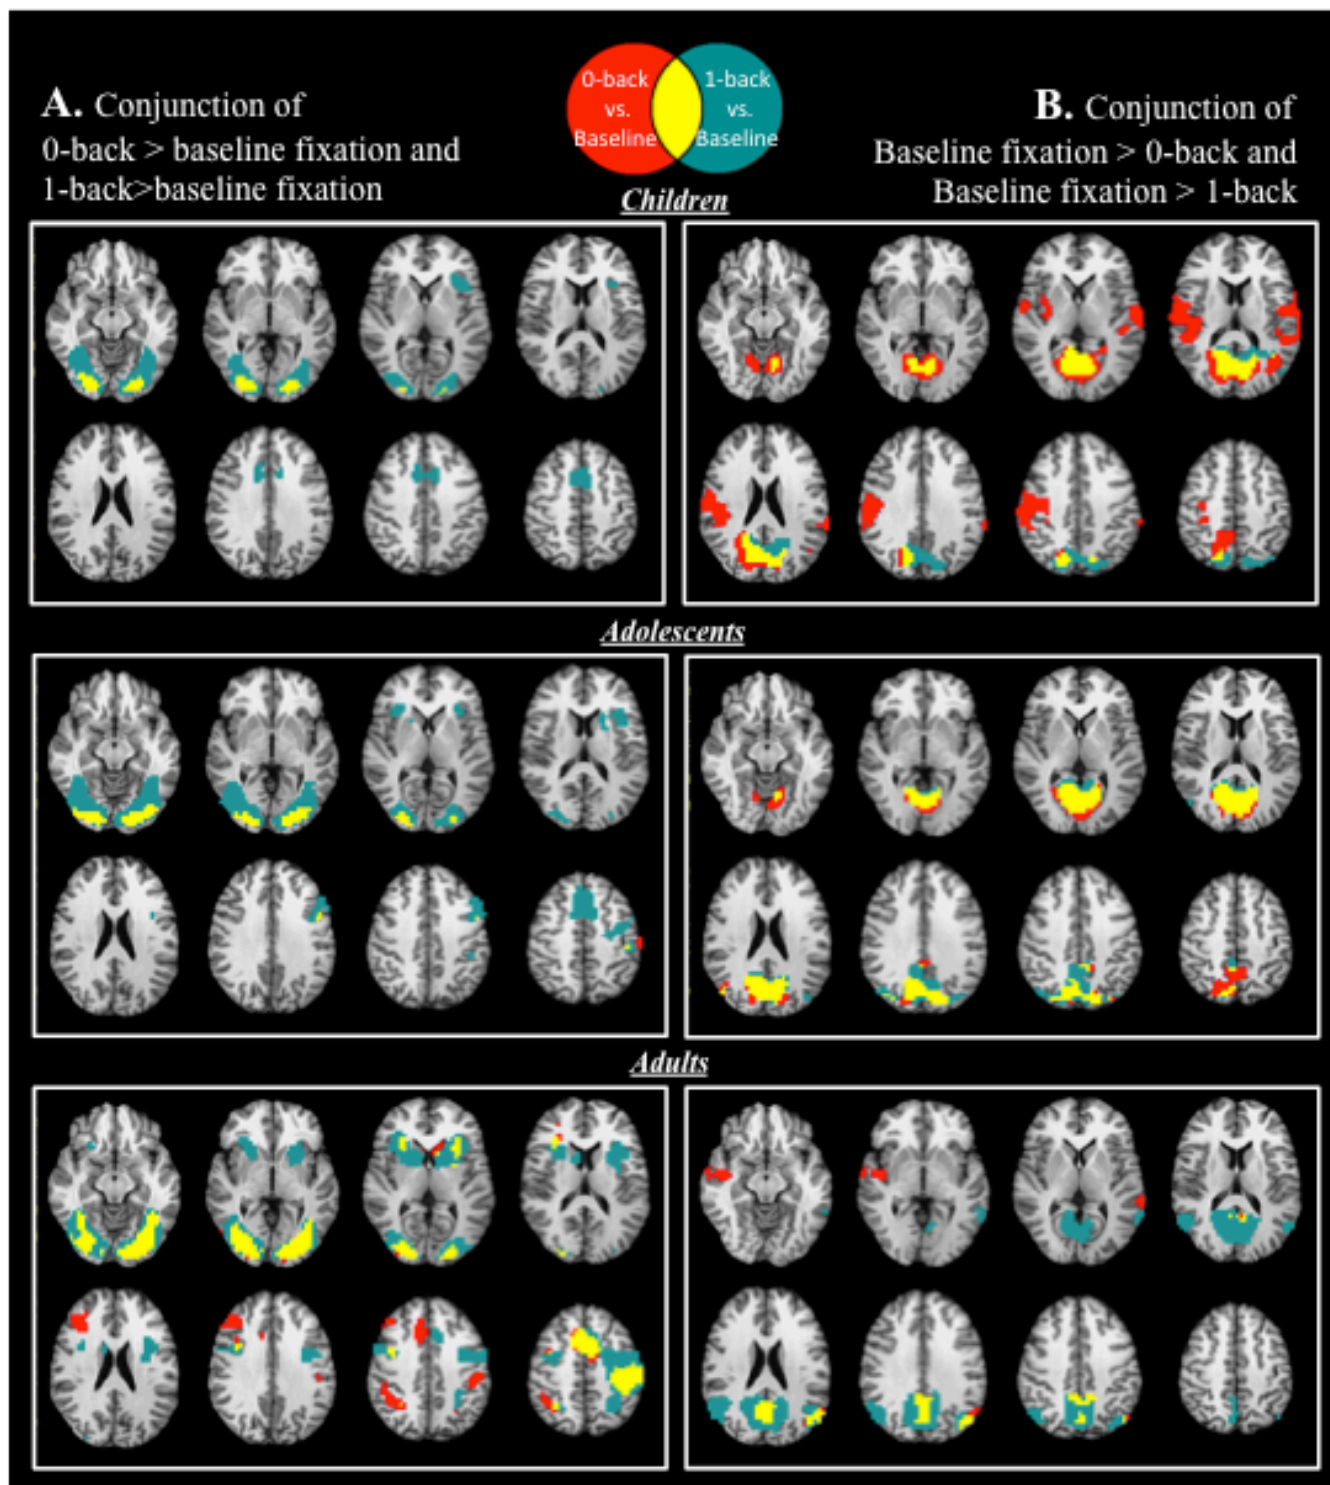 A. Conjunction of
0-back > baseline fixation and
1-back>baseline fixation
0-back
vs.
Baseline
1-back
vs.
Baseline
B. Conjunction of
Baseline fixation > 0-back and
Baseline fixation > 1-back
Children
Adolescents
Adults